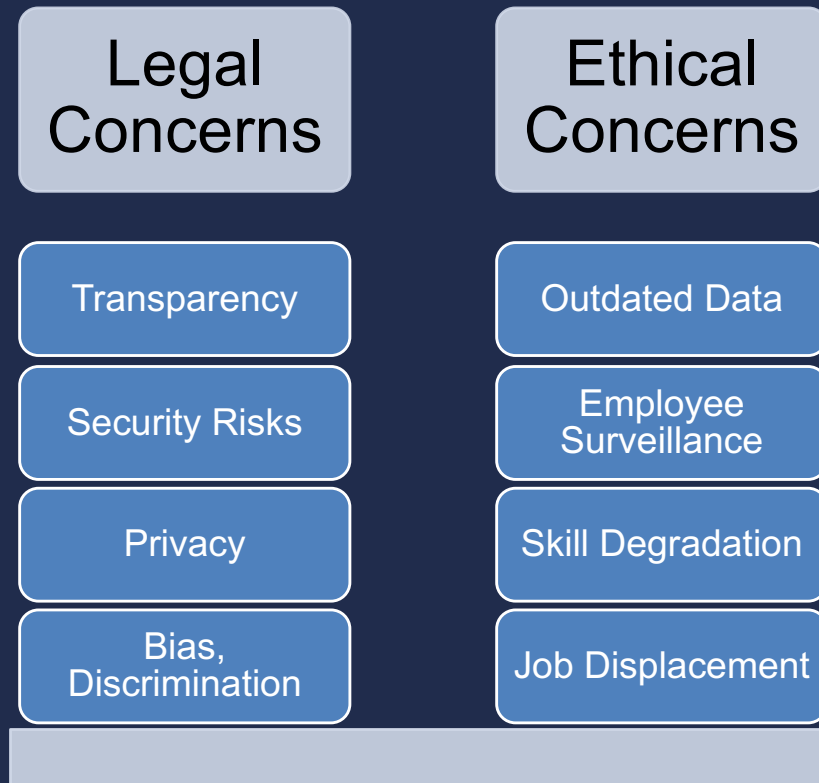 Legal
Concerns
Transparency
Security Risks
Privacy
Bias,
Discrimination
Ethical
Concerns
Outdated Data
Employee
Surveillance
Skill Degradation
Job Displacement